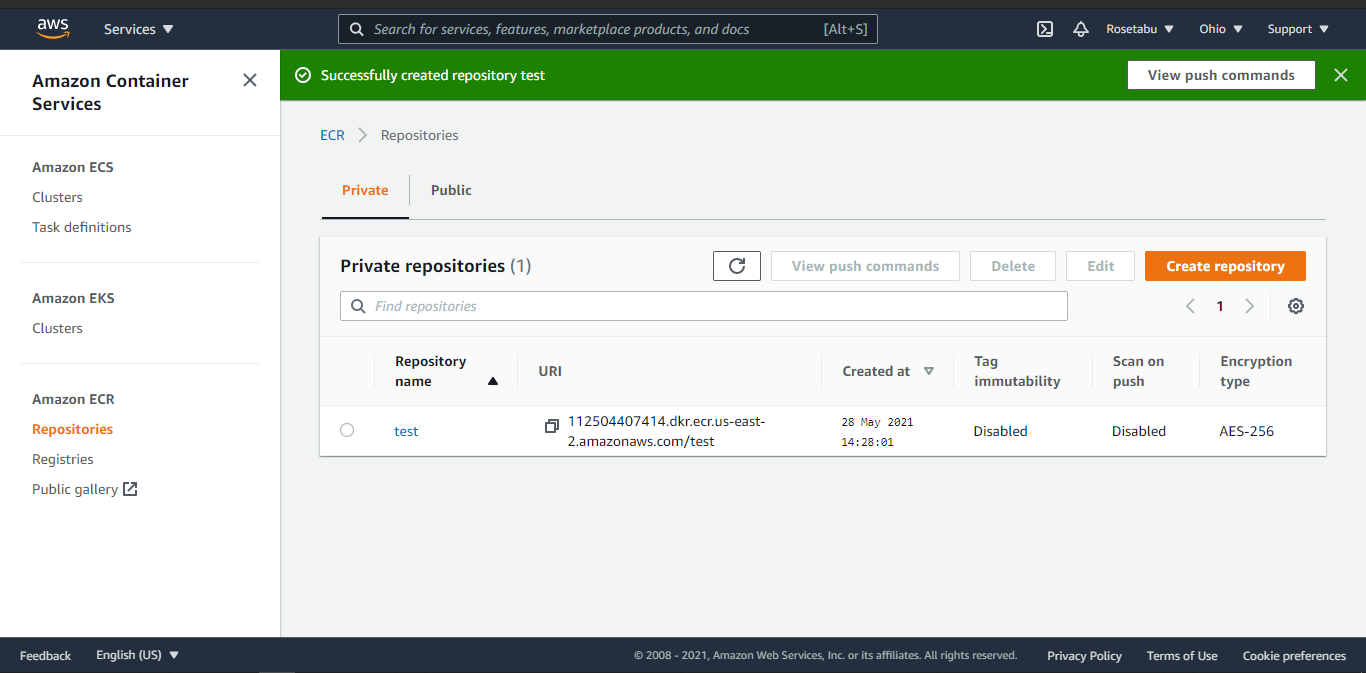 aws
Services
Search for services, features, marketplace products, and docs
[Alt+S]
Rosetabu
Ohio
Support
Amazon Container
Services
Amazon ECS
Clusters
Task definitions
Amazon EKS
Clusters
Amazon ECR
Repositories
Registries
Public gallery
Successfully created repository test
View push commands
ECR
Repositories
Private
Public
Private repositories (1)
View push commands
Delete
Edit
Create repository
Find repositories
1
Repository
name
URI
Created at
Tag
immutability
Scan on
push
Encryption
type
test
112504407414.dkr.ecr.us-east-
2.amazonaws.com/test
28 May 2021
14:28:01
Disabled
Disabled
AES-256
Feedback
English (US)
© 2008 - 2021, Amazon Web Services, Inc. or its affiliates. All rights reserved.
Privacy Policy
Terms of Use
Cookie preferences